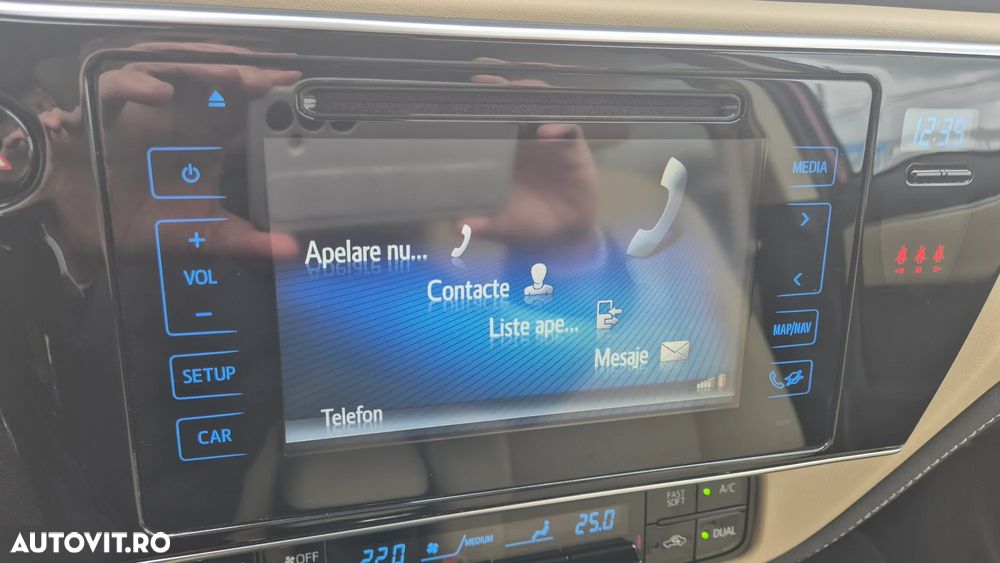 12:39
MEDIA
VOL
Apelare nu...
Contacte
Liste ape...
Mesaje
MAP/NAV
SETUP
CAR
Telefon
FAST
SOFT
A/C
DUAL
OFF
22.0
MEDIUM
25.0
AUTOVIT.RO